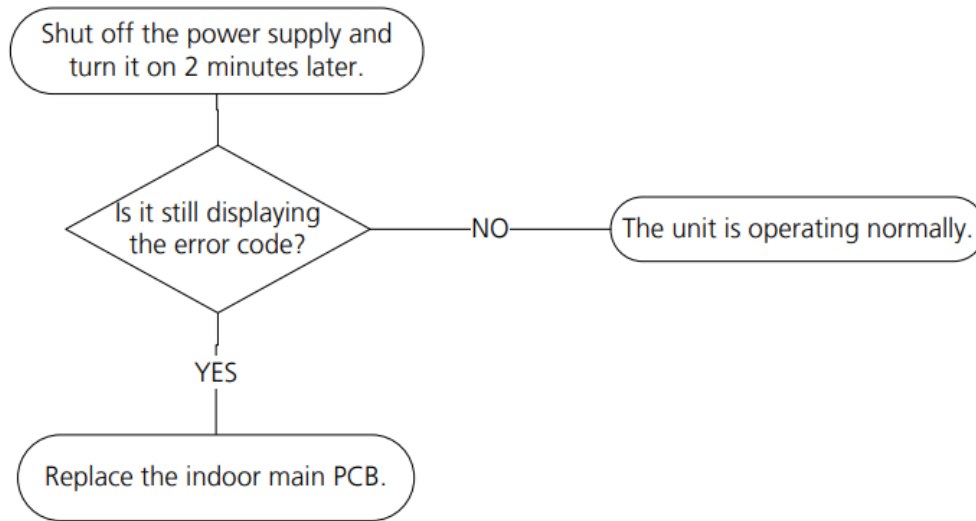 Shut off the power supply and
turn it on 2 minutes later.
Is it still displaying
the error code?
NO
The unit is operating normally.
YES
Replace the indoor main PCB.